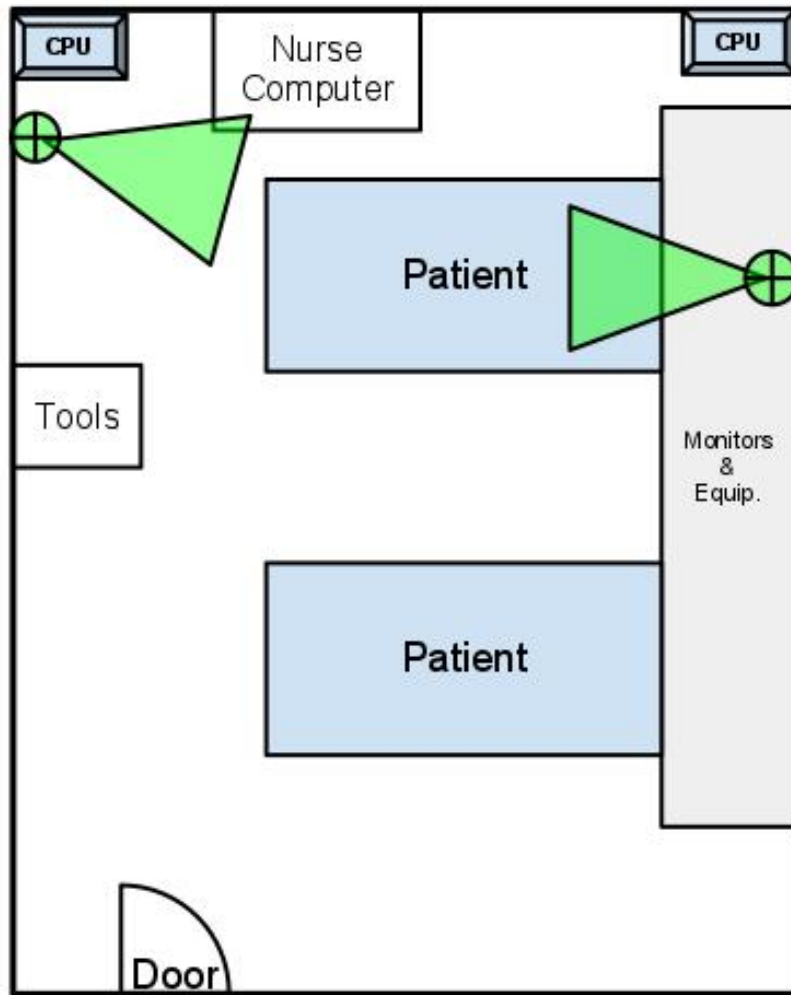 CPU
Nurse
Computer
CPU
Patient
Tools
Monitors
&
Equip.
Patient
Door